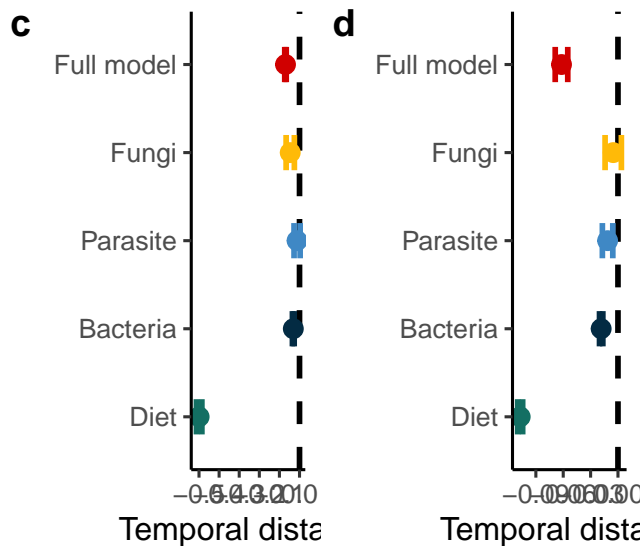 c
Full model
Fungi
Parasite
Bacteria
Diet
Temporal dista
d
Full model
Fungi
Parasite
Bacteria
Diet
Temporal dista